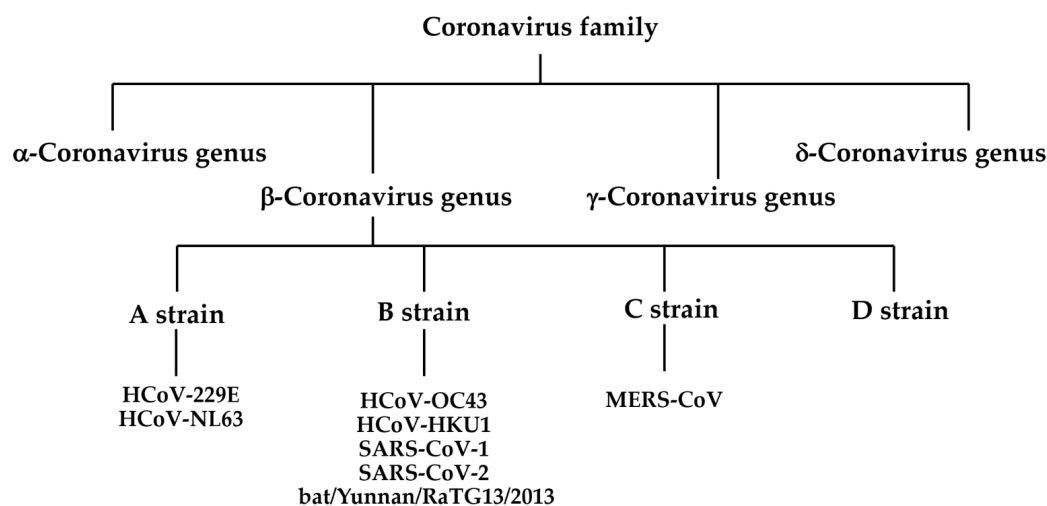 Coronavirus family
α-Coronavirus genus
β-Coronavirus genus
γ-Coronavirus genus
δ-Coronavirus genus
A strain
B strain
C strain
D strain
HCoV-229E
HCoV-NL63
HCoV-OC43
HCoV-HKU1
SARS-CoV-1
SARS-CoV-2
bat/Yunnan/RaTG13/2013
MERS-CoV